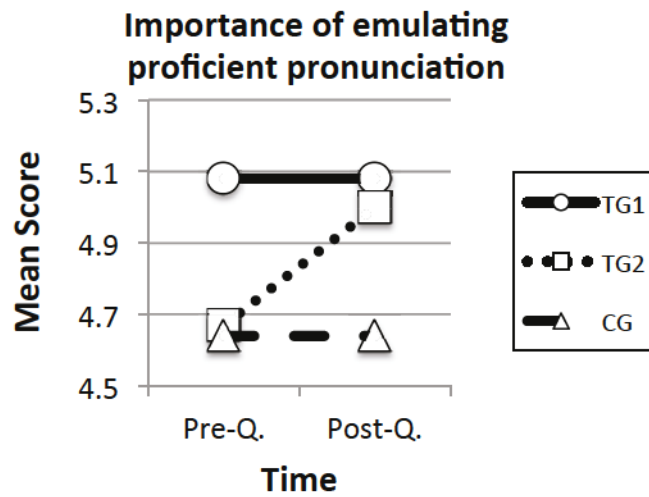 Importance of emulating
proficient pronunciation
Mean Score
5.3
5.1
4.9
4.7
4.5
Pre-Q.
Post-Q.
Time
TG1
TG2
CG